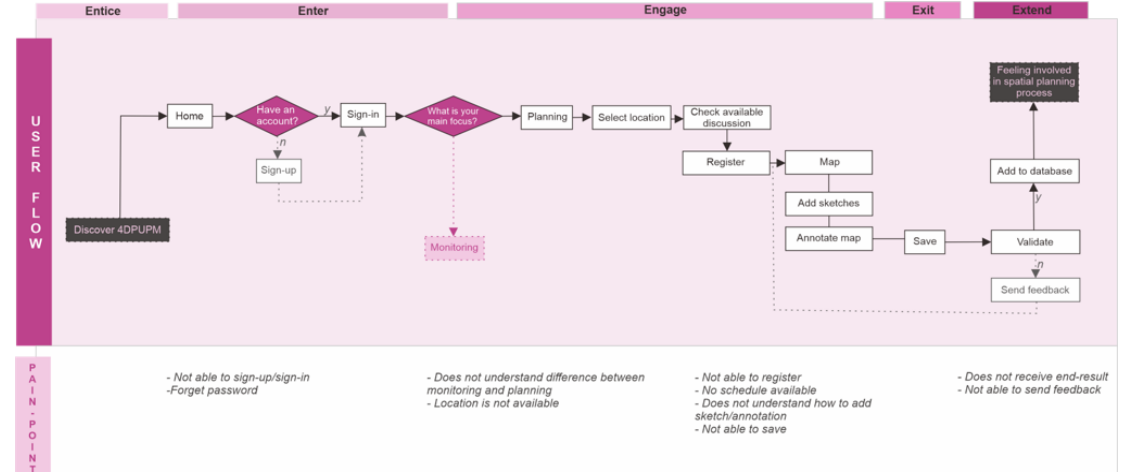 Entice
Enter
Engage
Exit
Extend
USER FLOW
Discover 4DPUPM
Home
Have an
account?
y
n
Sign-up
Sign-in
What is your
main focus?
Monitoring
Planning
Select location
Check available
discussion
Register
Map
Add sketches
Annotate map
Save
Validate
y
n
Add to database
Send feedback
Feeling involved
in spatial planning
process
PAIN-POINT
- Not able to sign-up/sign-in
-Forget password
- Does not understand difference between
monitoring and planning
- Location is not available
- Not able to register
- No schedule available
- Does not understand how to add
sketch/annotation
- Not able to save
- Does not receive end-result
- Not able to send feedback